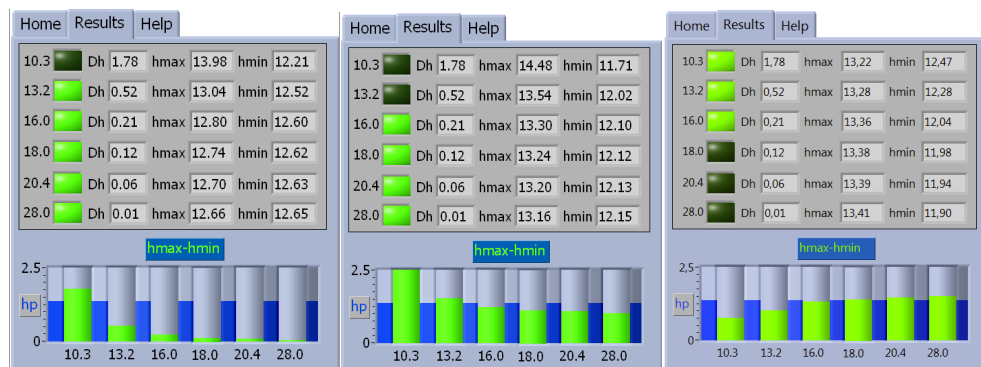 Home Results Help
10.3 Dh 1.78 hmax 13.98 hmin 12.21
13.2 Dh 0.52 hmax 13.04 hmin 12.52
16.0 Dh 0.21 hmax 12.80 hmin 12.60
18.0 Dh 0.12 hmax 12.74 hmin 12.62
20.4 Dh 0.06 hmax 12.70 hmin 12.63
28.0 Dh 0.01 hmax 12.66 hmin 12.65
hmax-hmin
2.5-
hp
0-
10.3 13.2 16.0 18.0 20.4 28.0
Home Results Help
10.3 Dh 1.78 hmax 14.48 hmin 11.71
13.2 Dh 0.52 hmax 13.54 hmin 12.02
16.0 Dh 0.21 hmax 13.30 hmin 12.10
18.0 Dh 0.12 hmax 13.24 hmin 12.12
20.4 Dh 0.06 hmax 13.20 hmin 12.13
28.0 Dh 0.01 hmax 13.16 hmin 12.15
hmax-hmin
2.5-
hp
0-
10.3 13.2 16.0 18.0 20.4 28.0
Home Results Help
10.3 Dh 1,78 hmax 13,22 hmin 12,47
13.2 Dh 0,52 hmax 13,28 hmin 12,28
16.0 Dh 0,21 hmax 13,36 hmin 12,04
18.0 Dh 0,12 hmax 13,38 hmin 11,98
20.4 Dh 0,06 hmax 13,39 hmin 11,94
28.0 Dh 0,01 hmax 13,41 hmin 11,90
hmax-hmin
2,5-
hp
0-
10.3 13.2 16.0 18.0 20.4 28.0